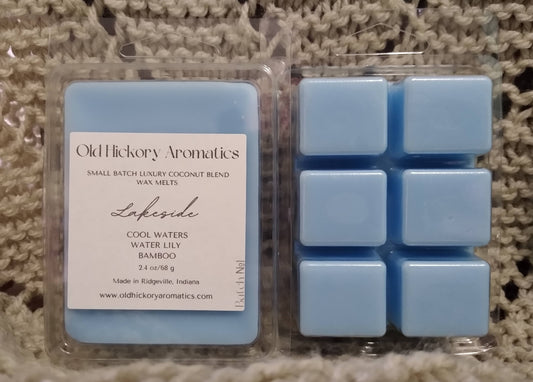 Old Hickory Aromatics
SMALL BATCH LUXURY COCONUT BLEND
WAX MELTS
Lakeside
COOL WATERS
WATER LILY
BAMBOO
2.4 oz/68 g
Made in Ridgeville, Indiana
www.oldhickoryaromatics.com
Batch №1